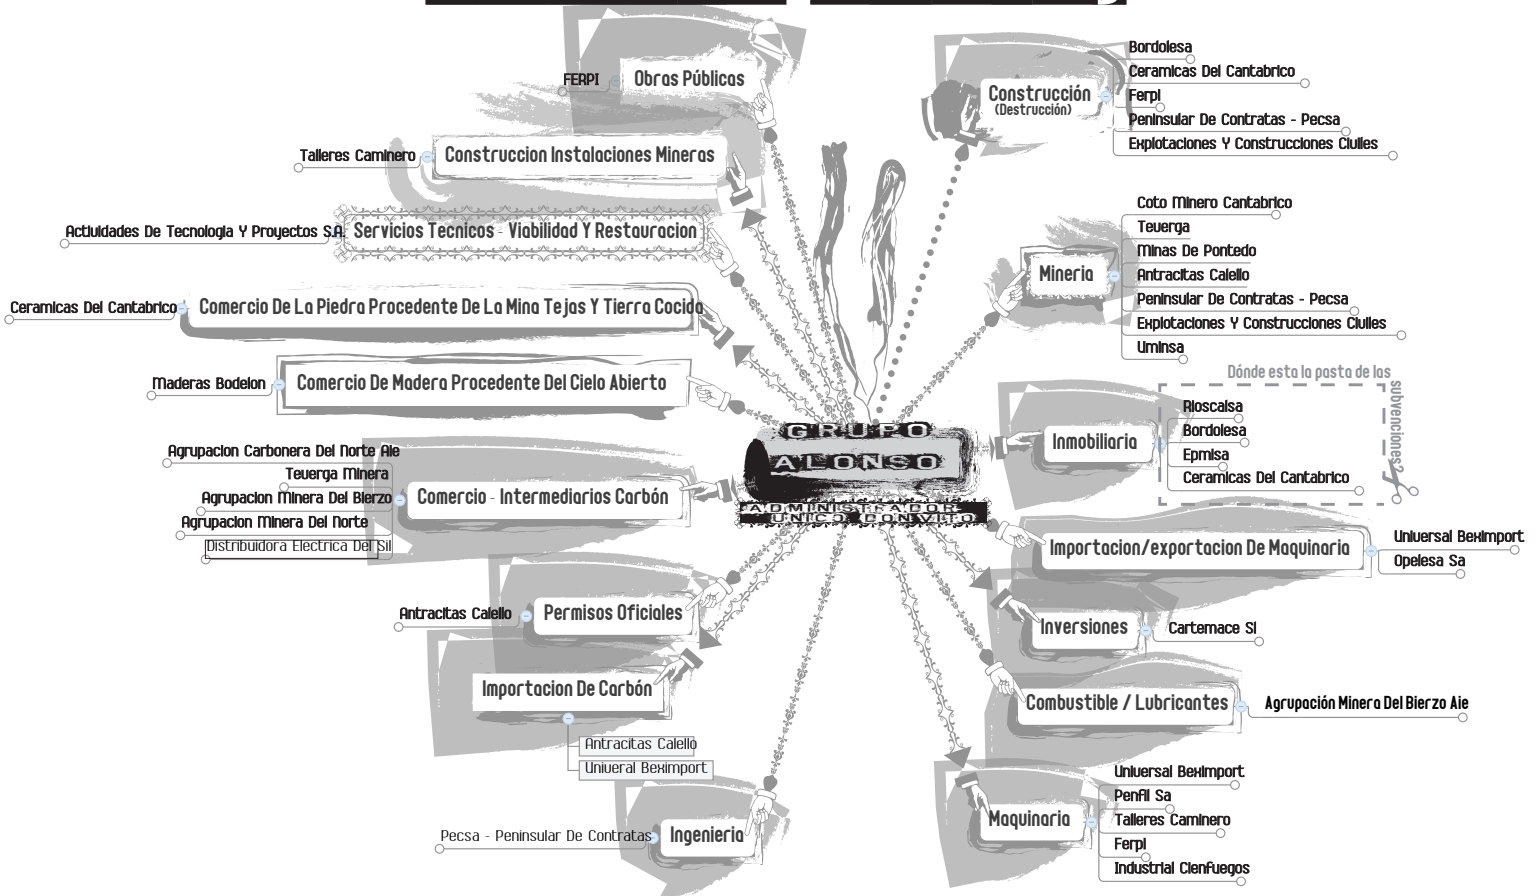 GRUPO
ALONSO
ADMINISTRADOR
UNICO DON VITO
FERPI
Obras Públicas
Talleres Caminero
Construccion Instalaciones Mineras
Actividades De Tecnologia Y Proyectos S.A.
Servicios Tecnicos - Viabilidad Y Restauracion
Ceramicas Del Cantabrico
Comercio De La Piedra Procedente De La Mina Tejas Y Tierra Cocida
Maderas Bodelon
Comercio De Madera Procedente Del Cielo Abierto
Agrupacion Carbonera Del Norte Aie
Teverga Minera
Agrupacion Minera Del Bierzo
Agrupacion Minera Del Norte
Distribuidora Electrica Del Sil
Comercio - Intermediarios Carbón
Antracitas Calello
Permisos Oficiales
Importacion De Carbón
Antracitas Calello
Univeral Beximport
Pecsa - Peninsular De Contratas
Ingenieria
Construcción
(Destrucción)
Bordolesa
Ceramicas Del Cantabrico
Ferpi
Peninsular De Contratas - Pecsa
Explotaciones Y Construcciones Civiles
Mineria
Coto Minero Cantabrico
Teverga
Minas De Pontedo
Antracitas Calello
Peninsular De Contratas - Pecsa
Explotaciones Y Construcciones Civiles
Uminsa
Dónde esta la pasta de las
subvenciones?
Inmobiliaria
Rioscalsa
Bordolesa
Epmisa
Ceramicas Del Cantabrico
Importacion/exportacion De Maquinaria
Universal Beximport
Opelesa Sa
Inversiones
Cartemace Sl
Combustible / Lubricantes
Agrupación Minera Del Bierzo Aie
Maquinaria
Universal Beximport
Penfil Sa
Talleres Caminero
Ferpi
Industrial Cienfuegos